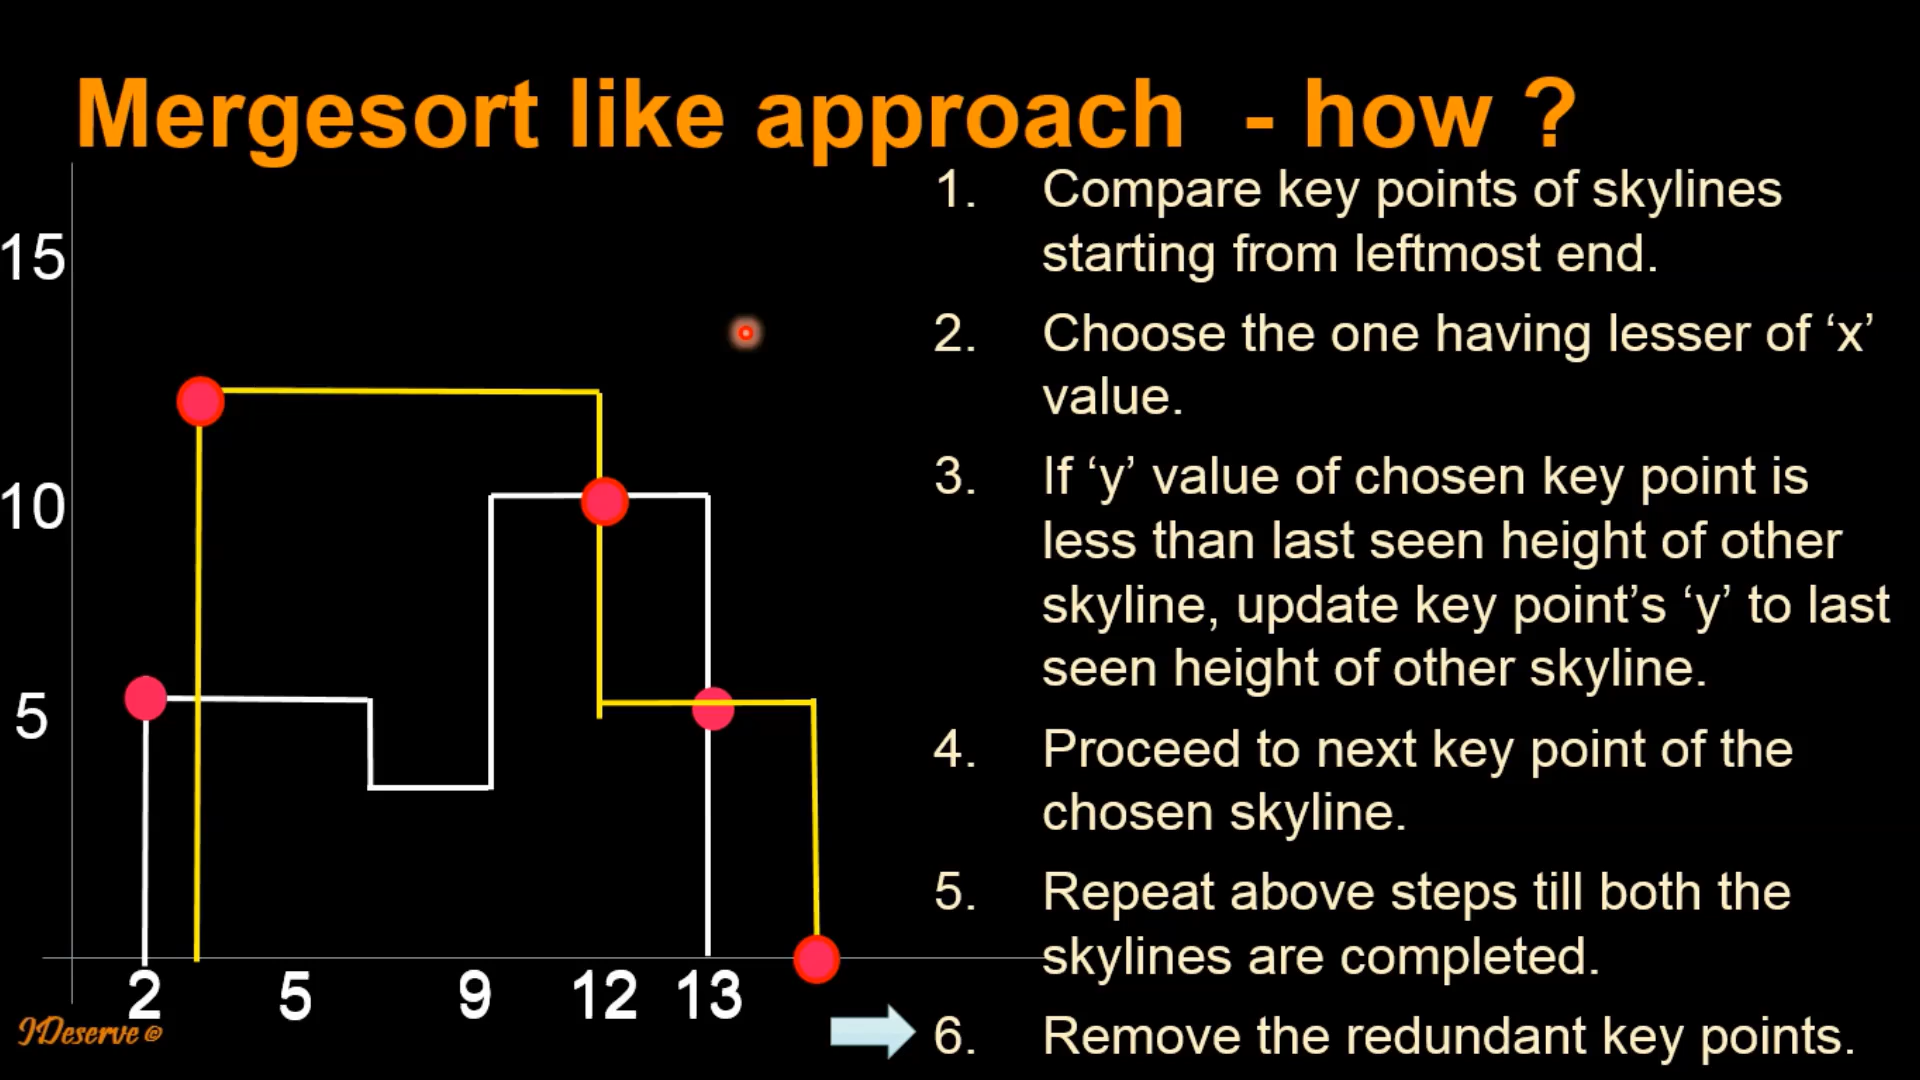 Mergesort like approach - how ?
1. Compare key points of skylines
starting from leftmost end.
2. Choose the one having lesser of ‘x’
value.
3. If ‘y’ value of chosen key point is
less than last seen height of other
skyline, update key point’s ‘y’ to last
seen height of other skyline.
4. Proceed to next key point of the
chosen skyline.
5. Repeat above steps till both the
skylines are completed.
6. Remove the redundant key points.
15
10
5
2 5 9 12 13
IDeserve ©